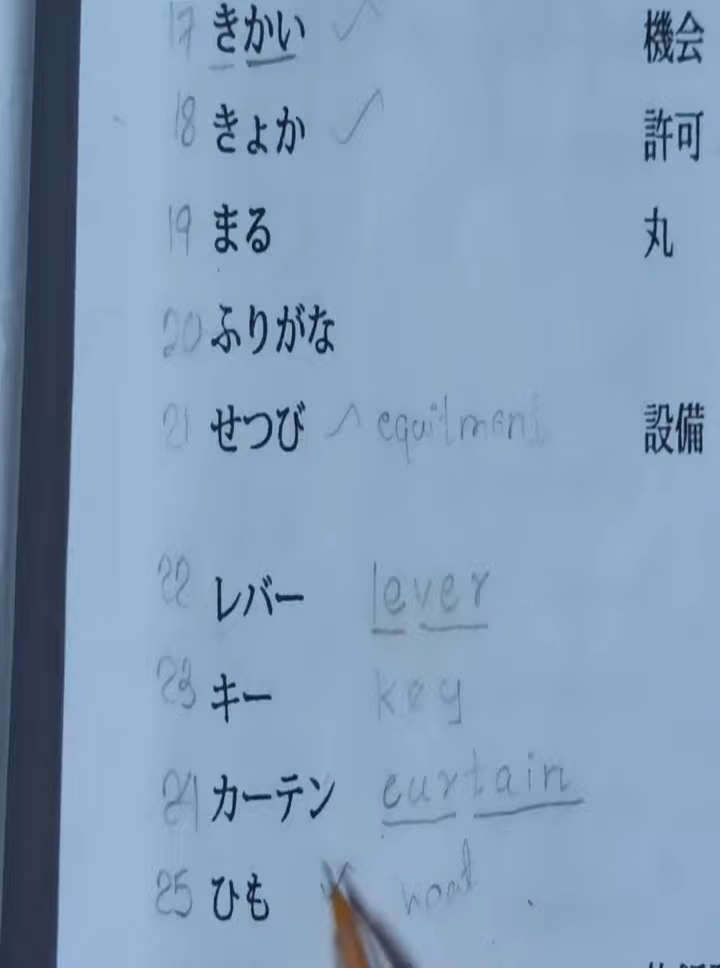 17 きかい 機会
18 きょか 許可
19 まる 丸
20 ふりがな
21 せつび equitment 設備
22 レバー lever
23 キー key
24 カーテン curtain
25 ひも